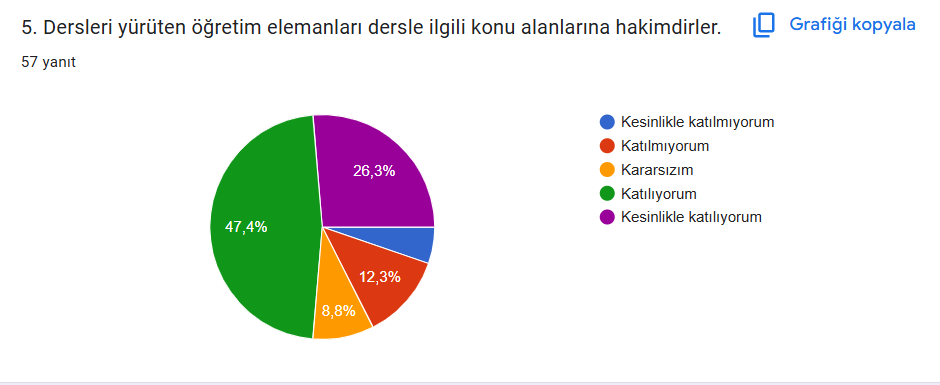 5. Dersleri yürüten öğretim elemanları dersle ilgili konu alanlarına hakimdirler.
Grafiği kopyala
57 yanıt
Kesinlikle katılmıyorum
Katılmıyorum
Kararsızım
Katılıyorum
Kesinlikle katılıyorum
26,3%
47,4%
12,3%
8,8%